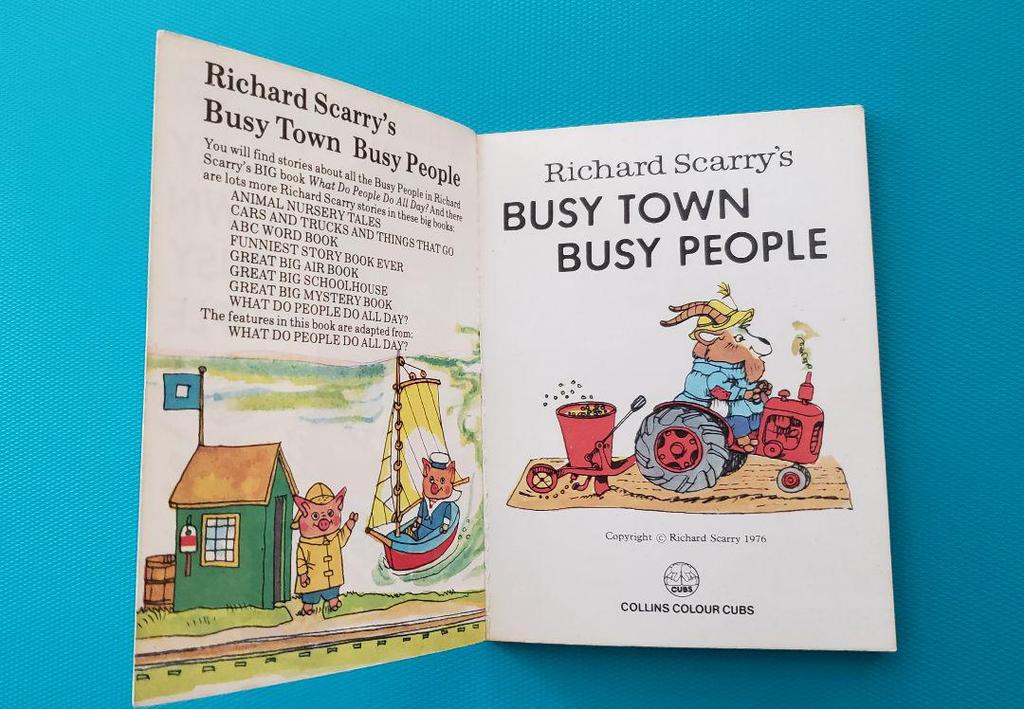 Richard Scarry's
Busy Town Busy People
You will find stories about all the Busy People in Richard
Scarry's BIG book What Do People Do All Day? And there
are lots more Richard Scarry stories in these big books:
ANIMAL NURSERY TALES
CARS AND TRUCKS AND THINGS THAT GO
ABC WORD BOOK
FUNNIEST STORY BOOK EVER
GREAT BIG AIR BOOK
GREAT BIG SCHOOLHOUSE
GREAT BIG MYSTERY BOOK
WHAT DO PEOPLE DO ALL DAY?
The features in this book are adapted from:
WHAT DO PEOPLE DO ALL DAY?
Richard Scarry's
BUSY TOWN
BUSY PEOPLE
Copyright © Richard Scarry 1976
CUBS
COLLINS COLOUR CUBS